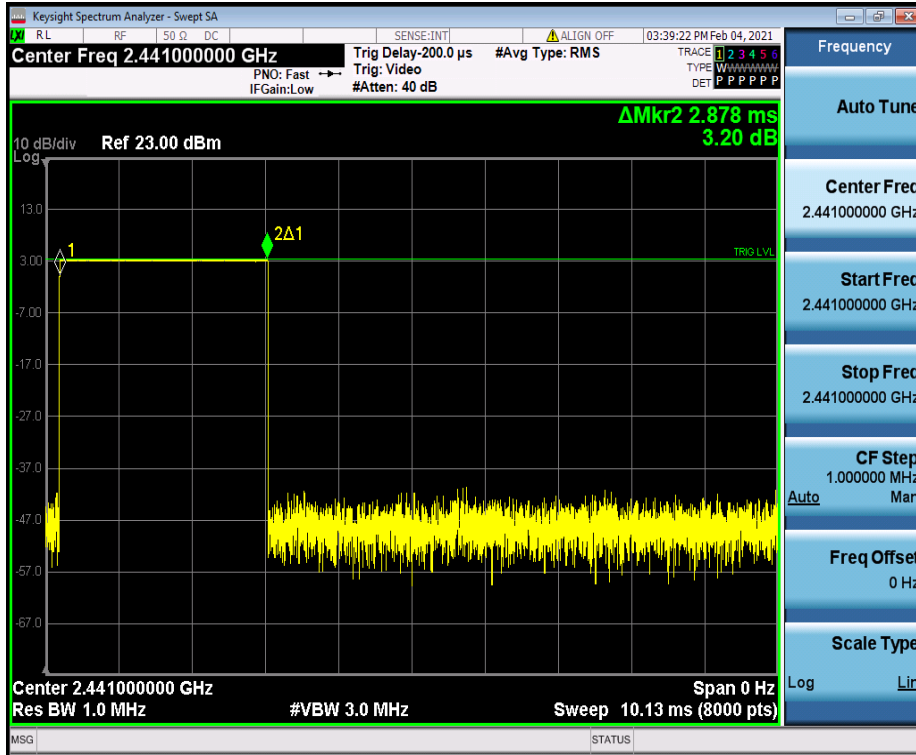 Keysight Spectrum Analyzer - Swept SA
LXI RL RF 50 Ω DC SENSE:INT ALIGN OFF 03:39:22 PM Feb 04, 2021
Center Freq 2.441000000 GHz
PNO: Fast
IFGain:Low
Trig Delay-200.0 µs
Trig: Video
#Atten: 40 dB
#Avg Type: RMS
TRACE 1 2 3 4 5 6
TYPE WWWWWW
DET P P P P P P
ΔMkr2 2.878 ms
3.20 dB
10 dB/div Ref 23.00 dBm
Log
13.0
3.00
-7.00
-17.0
-27.0
-37.0
-47.0
-57.0
-67.0
1
2Δ1
TRIG LVL
Center 2.441000000 GHz Span 0 Hz
Res BW 1.0 MHz #VBW 3.0 MHz Sweep 10.13 ms (8000 pts)
MSG STATUS
Frequency
Auto Tune
Center Freq
2.441000000 GHz
Start Freq
2.441000000 GHz
Stop Freq
2.441000000 GHz
CF Step
1.000000 MHz
Auto Man
Freq Offset
0 Hz
Scale Type
Log Lin